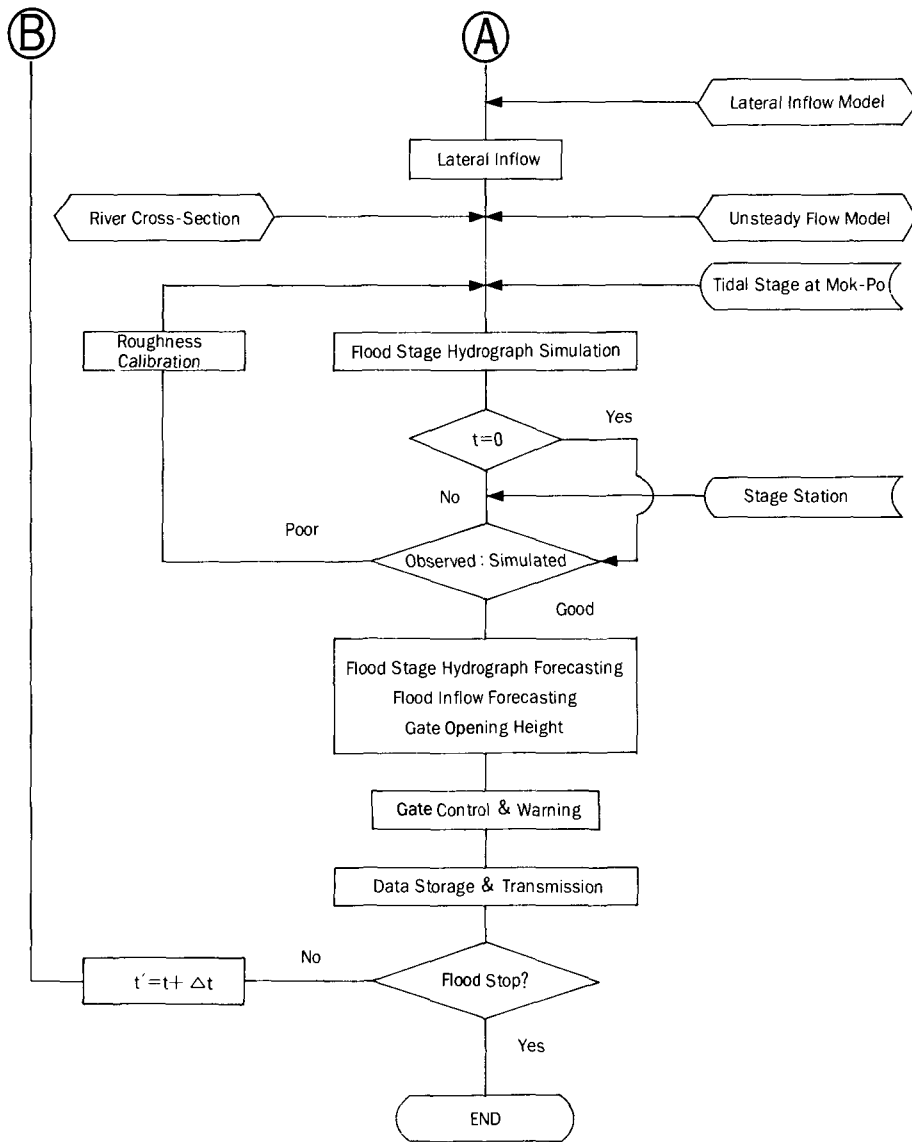 B
A
Lateral Inflow Model
Lateral Inflow
River Cross-Section
Unsteady Flow Model
Tidal Stage at Mok-Po
Roughness
Calibration
Flood Stage Hydrograph Simulation
Yes
t=0
No
Stage Station
Poor
Observed : Simulated
Good
Flood Stage Hydrograph Forecasting
Flood Inflow Forecasting
Gate Opening Height
Gate Control & Warning
Data Storage & Transmission
No
t′=t+ △t
Flood Stop?
Yes
END